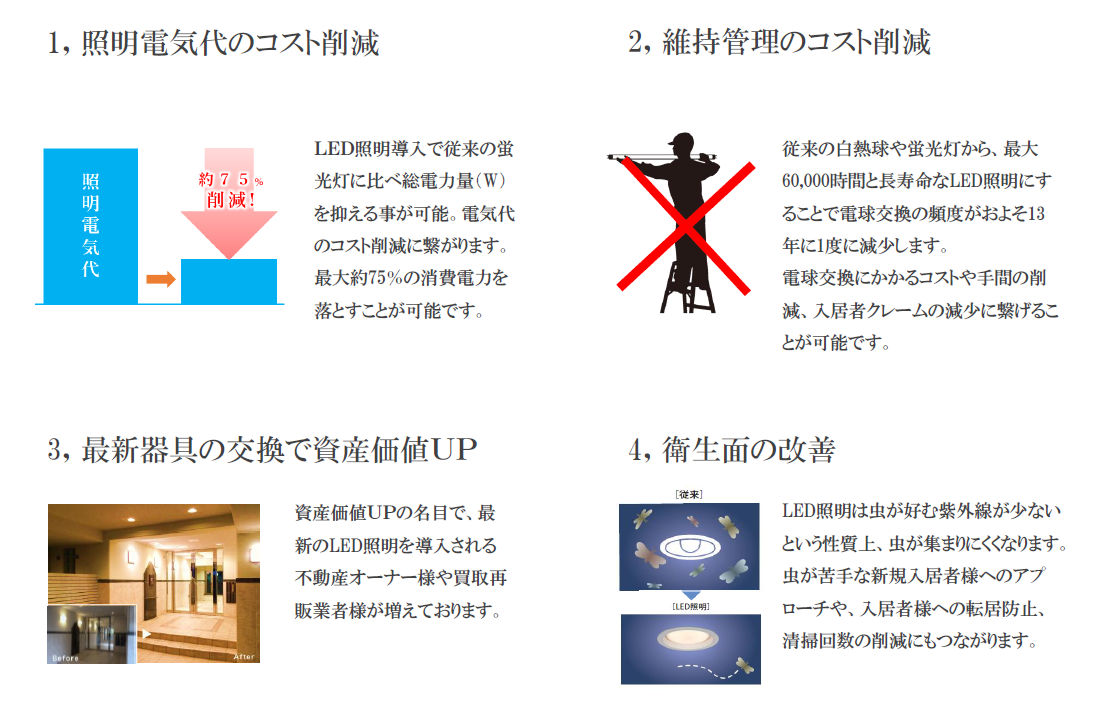 1, 照明電気代のコスト削減
照明電気代
約75%
削減!
LED照明導入で従来の蛍
光灯に比べ総電力量(W)
を抑える事が可能。電気代
のコスト削減に繋がります。
最大約75%の消費電力を
落とすことが可能です。
2, 維持管理のコスト削減
従来の白熱球や蛍光灯から、最大
60,000時間と長寿命なLED照明にす
ることで電球交換の頻度がおよそ13
年に1度に減少します。
電球交換にかかるコストや手間の削
減、入居者クレームの減少に繋げるこ
とが可能です。
3, 最新器具の交換で資産価値UP
Before
After
資産価値UPの名目で、最
新のLED照明を導入される
不動産オーナー様や買取再
販業者様が増えております。
4, 衛生面の改善
[従来]
[LED照明]
LED照明は虫が好む紫外線が少ない
という性質上、虫が集まりにくくなります。
虫が苦手な新規入居者様へのアプ
ローチや、入居者様への転居防止、
清掃回数の削減にもつながります。